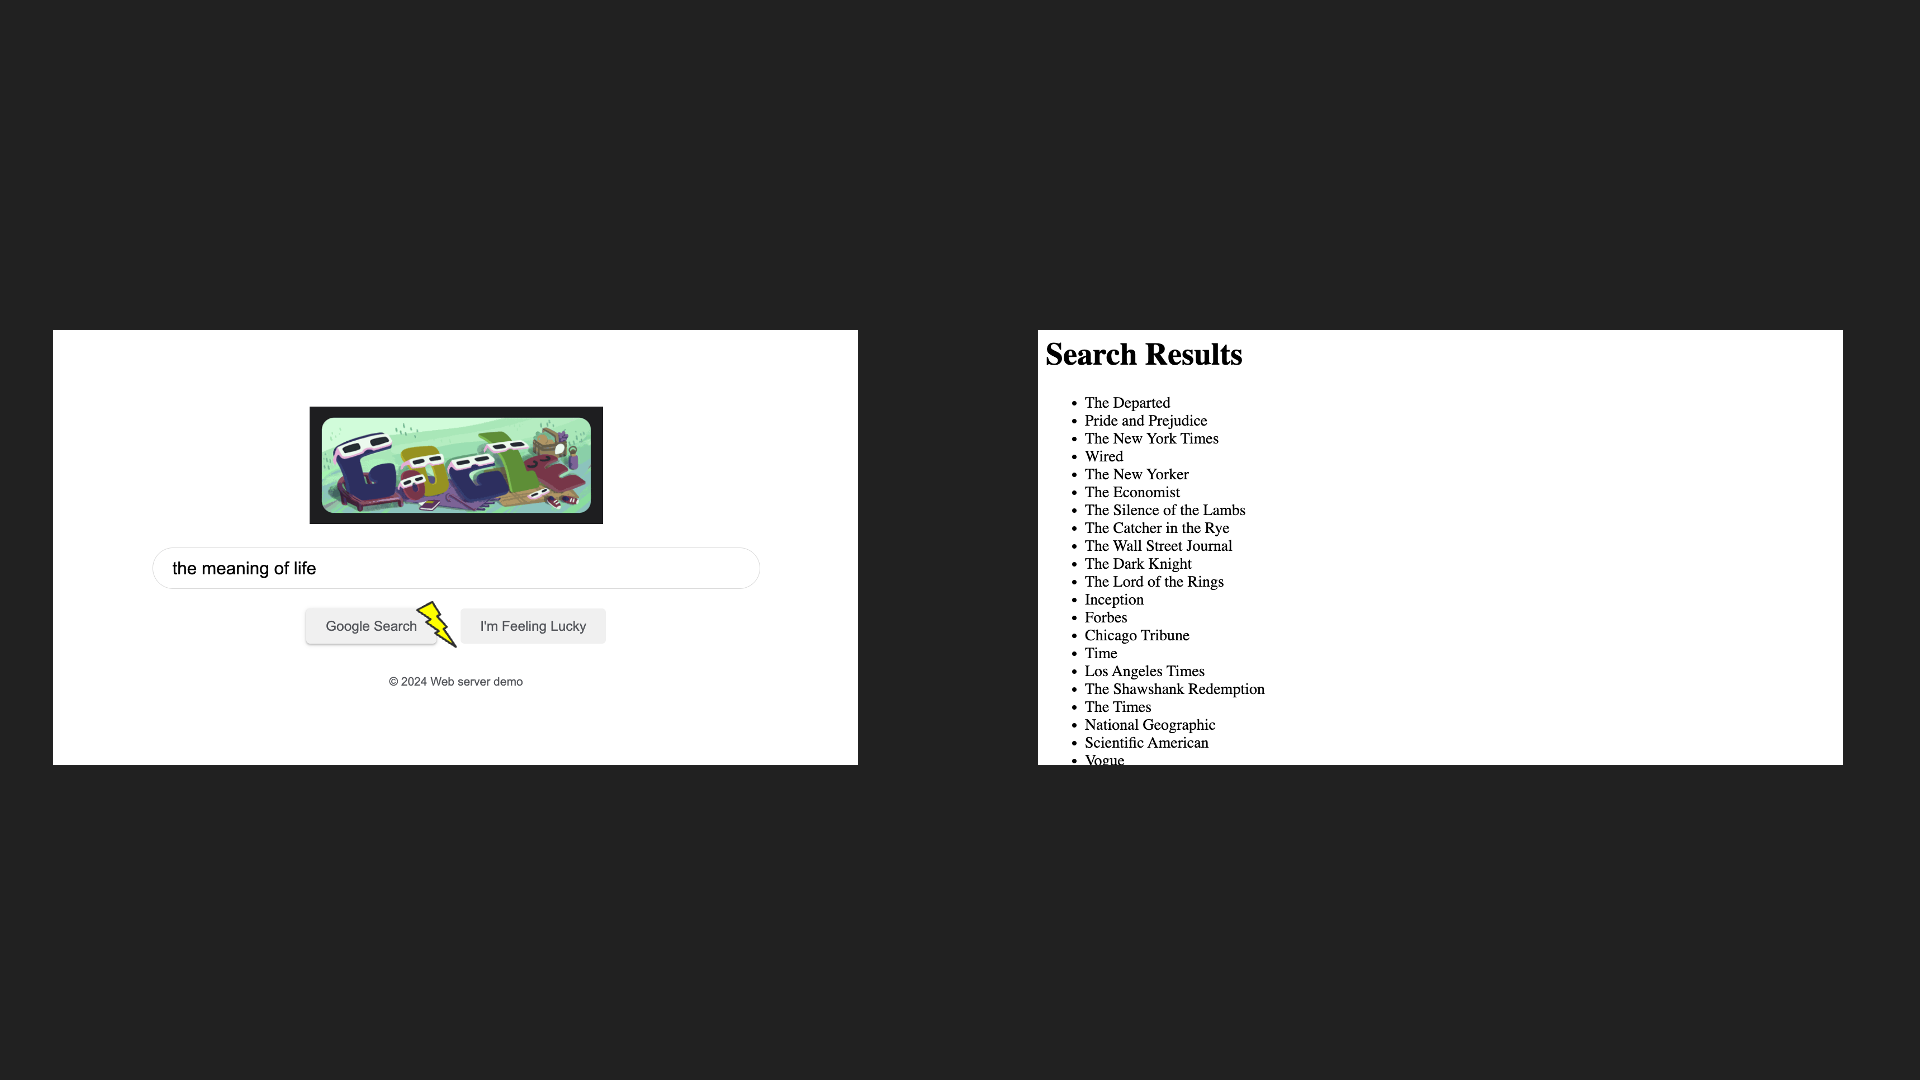 Google
the meaning of life
Google Search
I'm Feeling Lucky
© 2024 Web server demo
Search Results
• The Departed
• Pride and Prejudice
• The New York Times
• Wired
• The New Yorker
• The Economist
• The Silence of the Lambs
• The Catcher in the Rye
• The Wall Street Journal
• The Dark Knight
• The Lord of the Rings
• Inception
• Forbes
• Chicago Tribune
• Time
• Los Angeles Times
• The Shawshank Redemption
• The Times
• National Geographic
• Scientific American
• Vogue